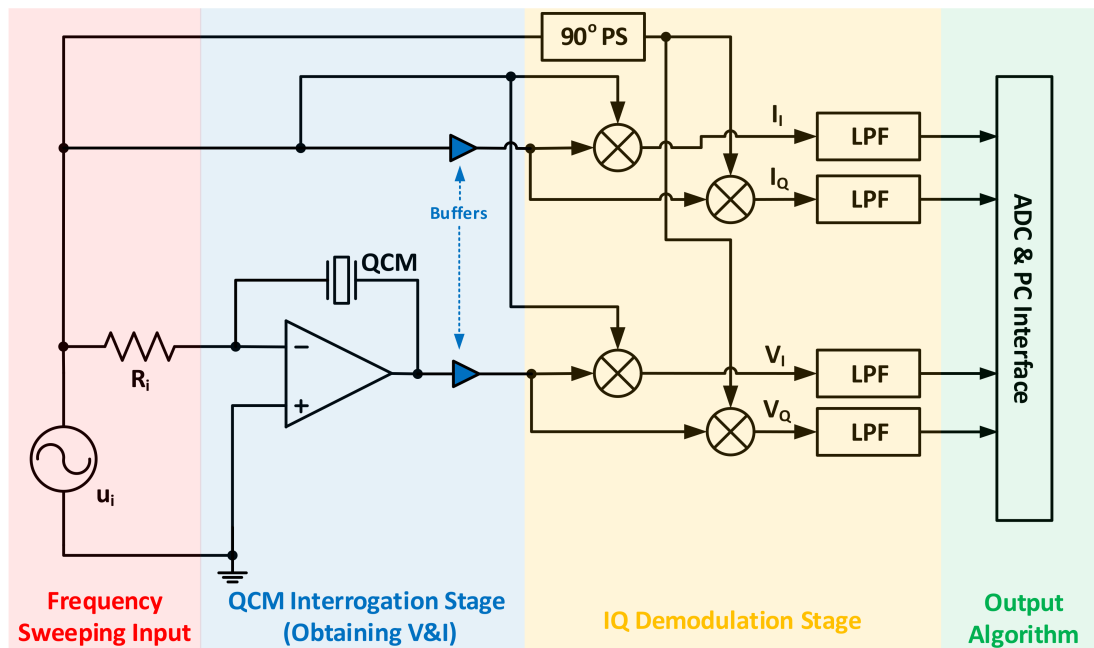 90° PS
I_I
LPF
I_Q
LPF
Buffers
QCM
R_i
−
+
u_i
V_I
LPF
V_Q
LPF
ADC & PC Interface
Frequency
Sweeping Input
QCM Interrogation Stage
(Obtaining V&I)
IQ Demodulation Stage
Output
Algorithm